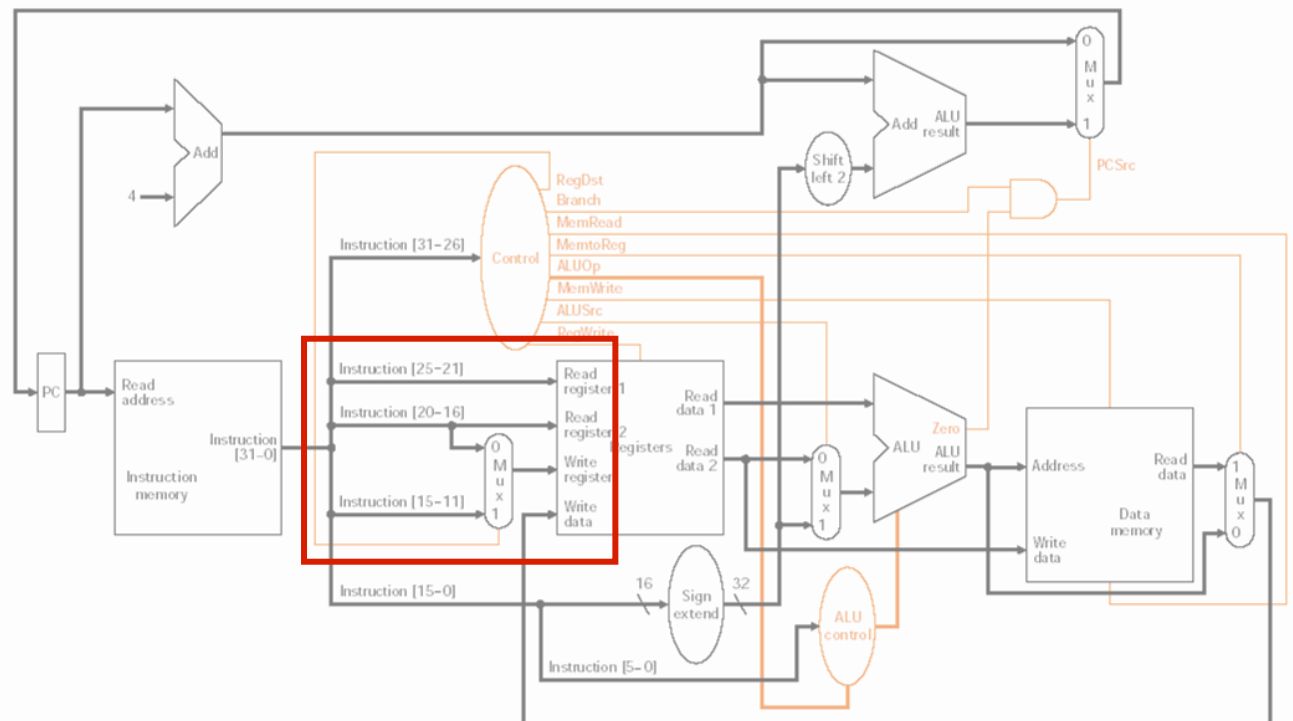 0
M
u
x
1
Add
ALU
result
Add
4
Shift
left 2
PCSrc
RegDst
Branch
MemRead
MemtoReg
ALUOp
MemWrite
ALUSrc
RegWrite
Control
Instruction [31–26]
Instruction [25–21]
Instruction [20–16]
Instruction [15–11]
Instruction [15–0]
Instruction [5–0]
PC
Read
address
Instruction
[31–0]
Instruction
memory
0
M
u
x
1
Read
register 1
Read
register 2
Write
register
Write
data
Registers
Read
data 1
Read
data 2
0
M
u
x
1
Zero
ALU
ALU
result
Address
Write
data
Read
data
Data
memory
1
M
u
x
0
16
Sign
extend
32
ALU
control